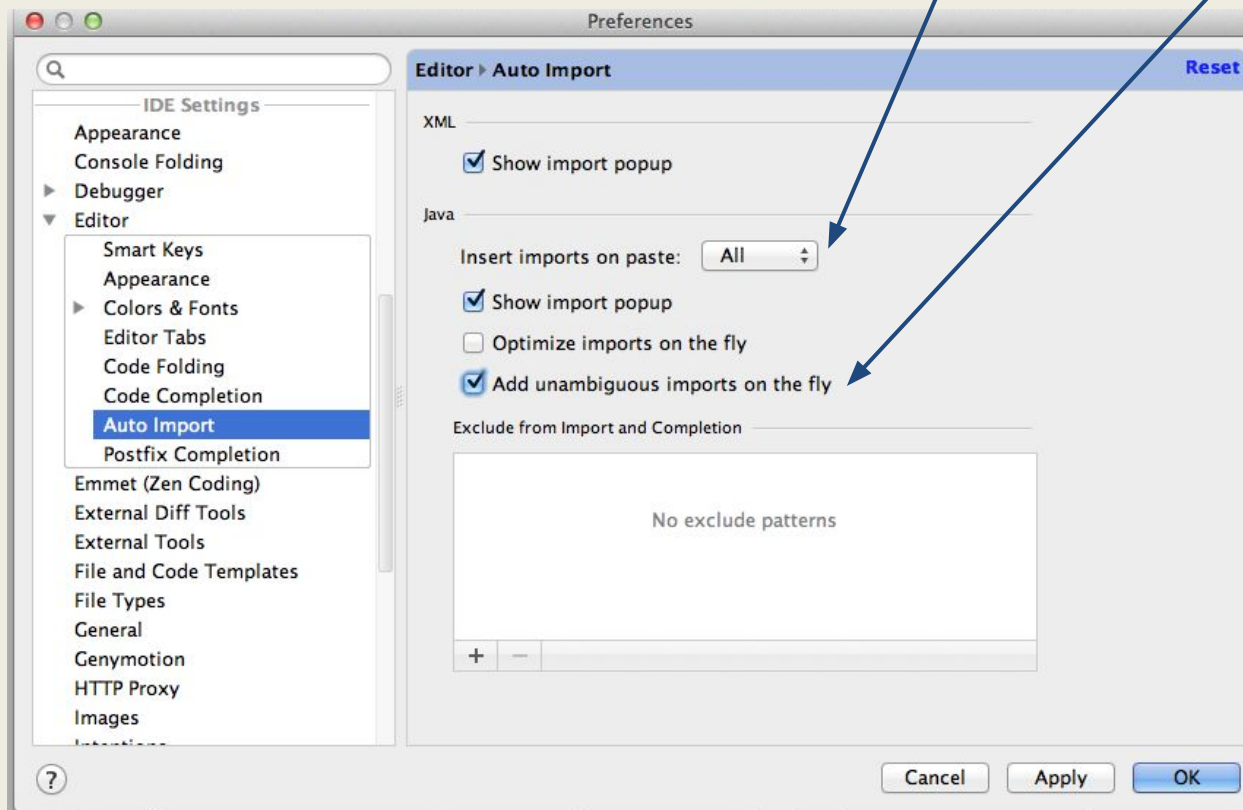 Preferences
IDE Settings
Appearance
Console Folding
Debugger
Editor
Smart Keys
Appearance
Colors & Fonts
Editor Tabs
Code Folding
Code Completion
Auto Import
Postfix Completion
Emmet (Zen Coding)
External Diff Tools
External Tools
File and Code Templates
File Types
General
Genymotion
HTTP Proxy
Images
Editor Auto Import
Reset
XML
Show import popup
Java
Insert imports on paste: All
Show import popup
Optimize imports on the fly
Add unambiguous imports on the fly
Exclude from Import and Completion
No exclude patterns
+ −
?
Cancel Apply OK